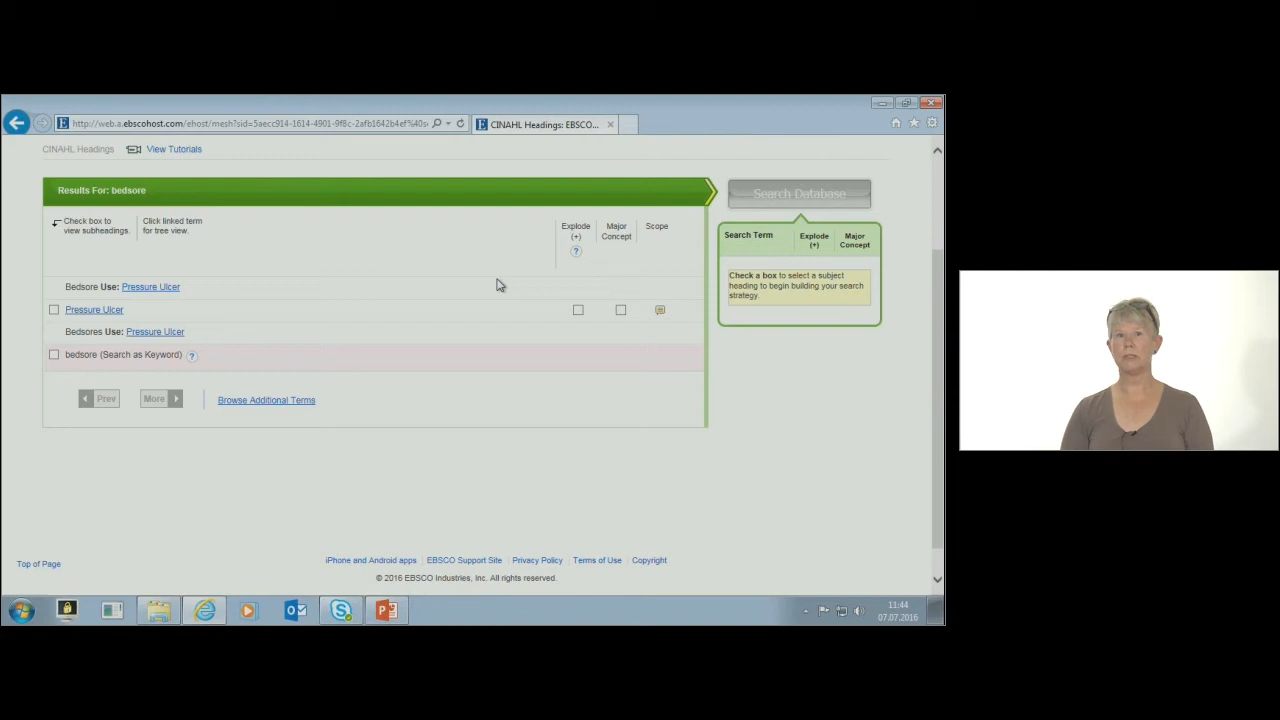 http://web.a.ebscohost.com/ehost/mesh?sid=5aecc914-1614-4901-9f8c-2afb1642b4ef%40s
CINAHL Headings: EBSCO...
CINAHL Headings
View Tutorials
Results For: bedsore
Search Database
Check box to
view subheadings.
Click linked term
for tree view.
Explode
(+)
?
Major
Concept
Scope
Search Term
Explode
(+)
Major
Concept
Check a box to select a subject
heading to begin building your search
strategy.
Bedsore Use: Pressure Ulcer
Pressure Ulcer
Bedsores Use: Pressure Ulcer
bedsore (Search as Keyword) ?
Prev
More
Browse Additional Terms
Top of Page
iPhone and Android apps
EBSCO Support Site
Privacy Policy
Terms of Use
Copyright
© 2016 EBSCO Industries, Inc. All rights reserved.
11:44
07.07.2016